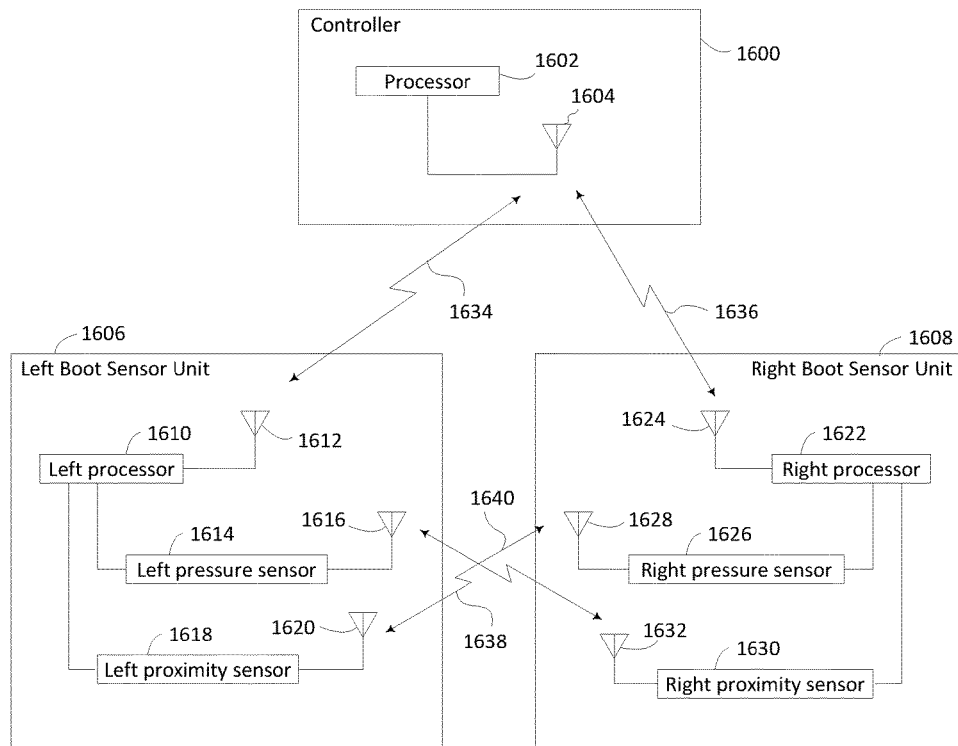 Controller
1600
1602
Processor
1604
1634
1636
1606
1608
Left Boot Sensor Unit
Right Boot Sensor Unit
1610
1612
1624
1622
Left processor
Right processor
1640
1614
1616
1628
1626
Left pressure sensor
Right pressure sensor
1618
1620
1638
1632
1630
Left proximity sensor
Right proximity sensor